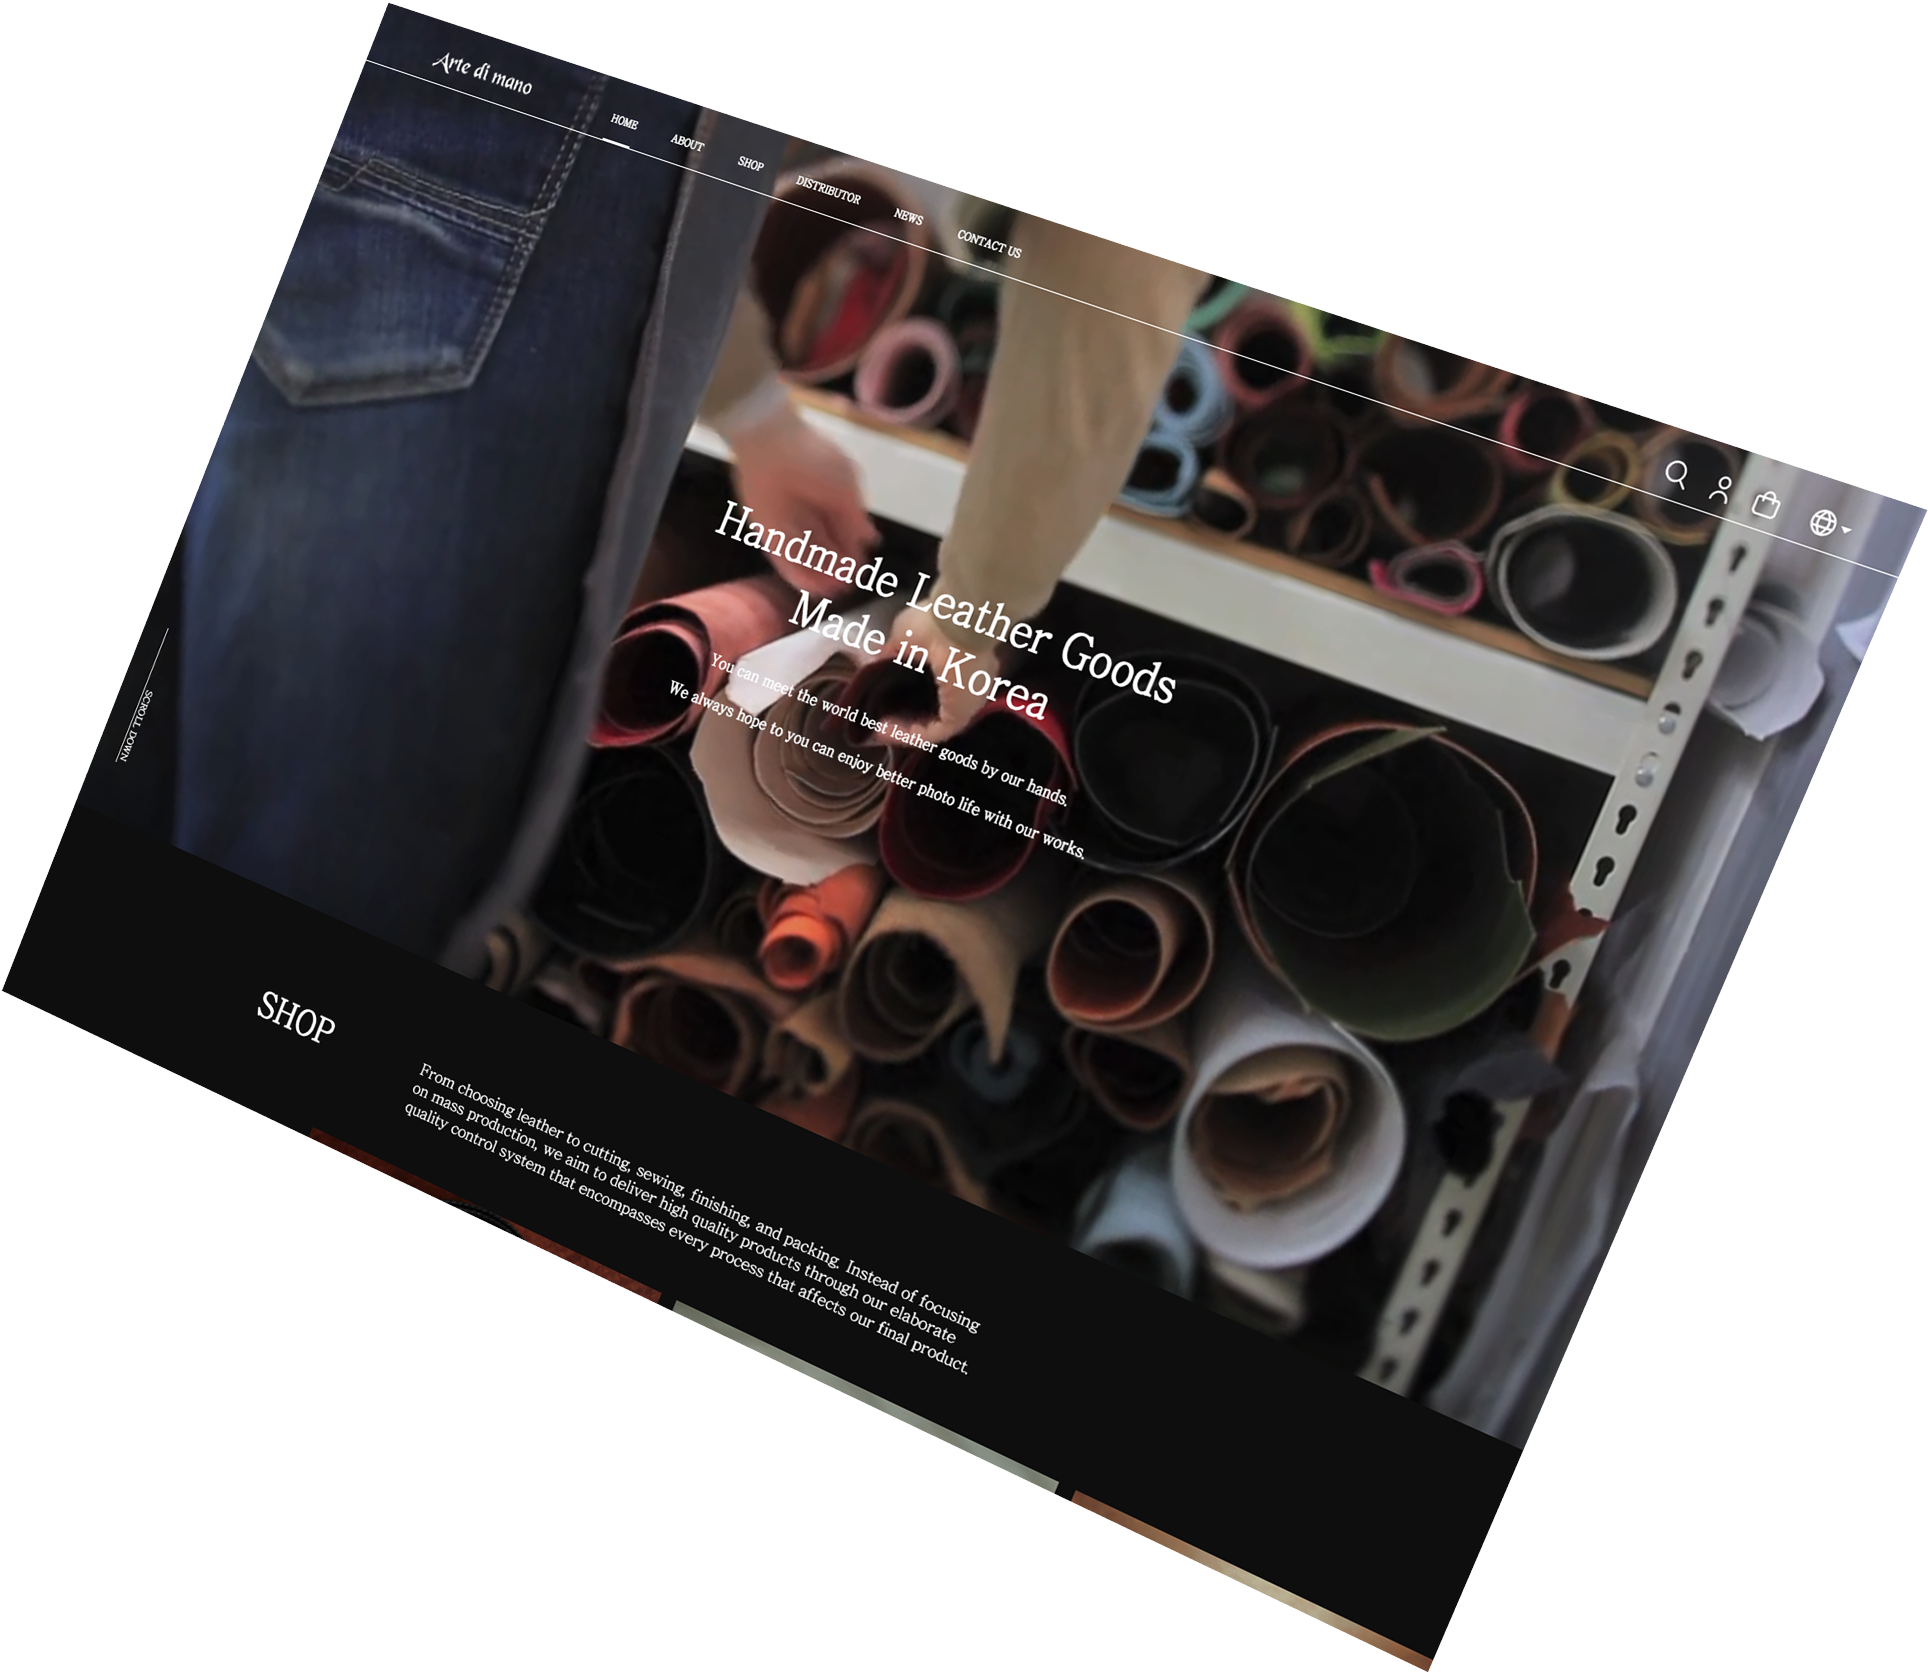 Arte di mano
HOME
ABOUT
SHOP
DISTRIBUTOR
NEWS
CONTACT US
Handmade Leather Goods
Made in Korea
You can meet the world best leather goods by our hands.
We always hope to you can enjoy better photo life with our works.
SCROLL DOWN
SHOP
From choosing leather to cutting, sewing, finishing, and packing. Instead of focusing
on mass production, we aim to deliver high quality products through our elaborate
quality control system that encompasses every process that affects our final product.